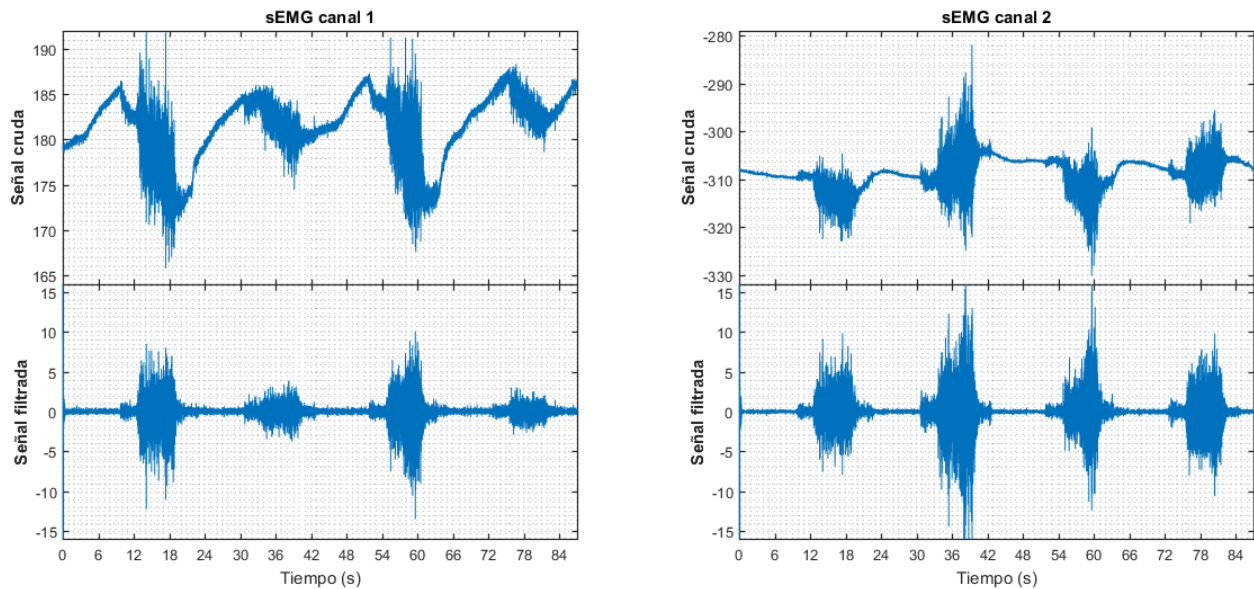 sEMG canal 1
Señal cruda
190
185
180
175
170
165
Señal filtrada
15
10
5
0
-5
-10
-15
0 6 12 18 24 30 36 42 48 54 60 66 72 78 84
Tiempo (s)
sEMG canal 2
Señal cruda
-280
-290
-300
-310
-320
-330
Señal filtrada
15
10
5
0
-5
-10
-15
0 6 12 18 24 30 36 42 48 54 60 66 72 78 84
Tiempo (s)